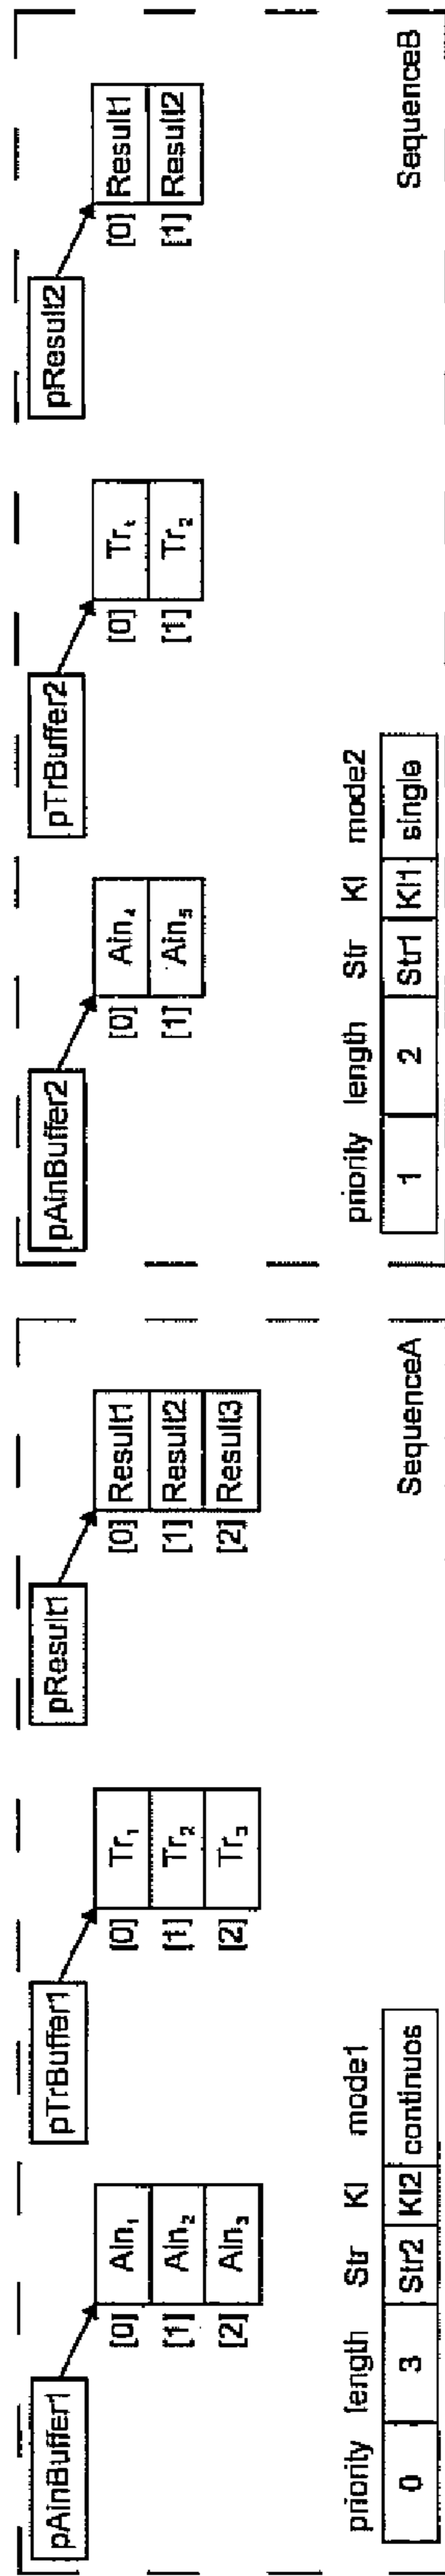 pAinBuffer1
[0] Ain₁
[1] Ain₂
[2] Ain₃
pTrBuffer1
[0] Tr₁
[1] Tr₂
[2] Tr₃
pResult1
[0] Result1
[1] Result2
[2] Result3
priority length Str Kl mode1
0 3 Str2 Kl2 continuos
SequenceA
pAinBuffer2
[0] Ain₄
[1] Ain₅
pTrBuffer2
[0] Tr₁
[1] Tr₂
pResult2
[0] Result1
[1] Result2
priority length Str Kl mode2
1 2 Str1 Kl1 single
SequenceB